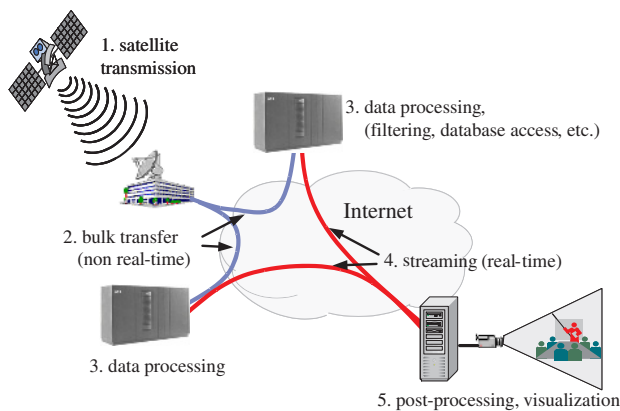 1. satellite
transmission
3. data processing,
(filtering, database access, etc.)
Internet
2. bulk transfer
(non real-time)
4. streaming (real-time)
3. data processing
5. post-processing, visualization